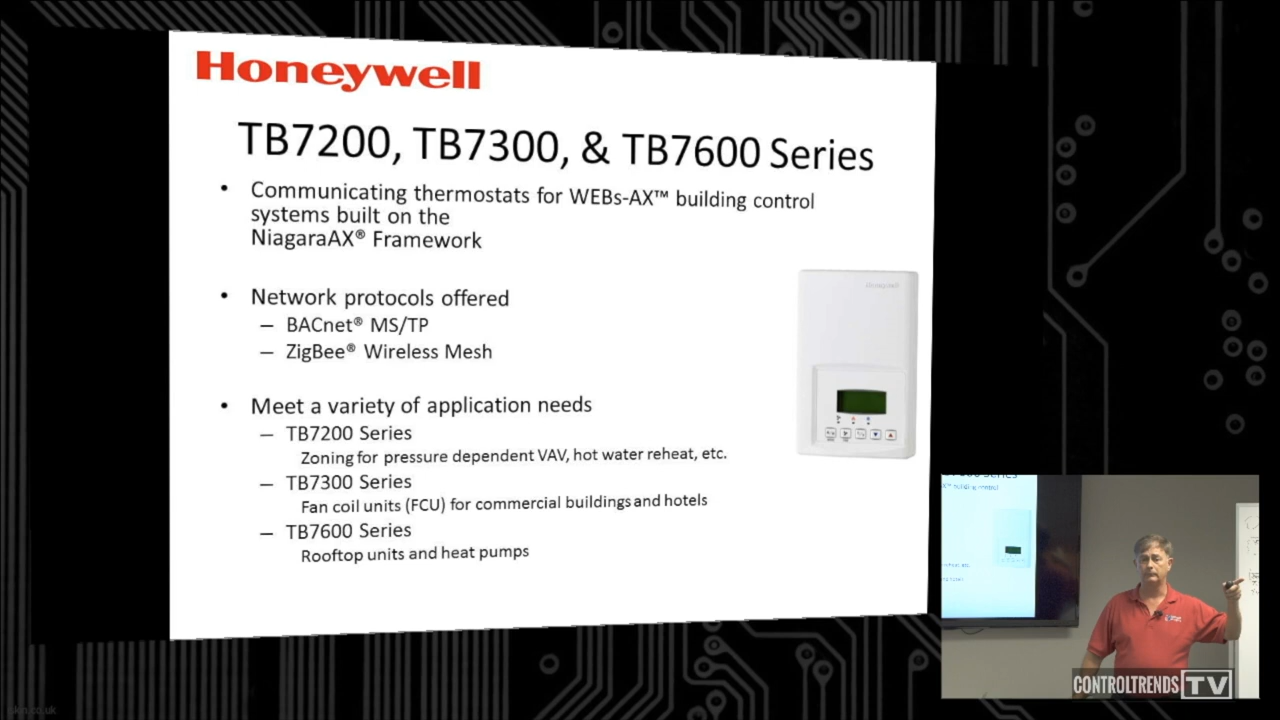 Honeywell
TB7200, TB7300, & TB7600 Series
• Communicating thermostats for WEBs-AX™ building control
systems built on the
NiagaraAX® Framework
• Network protocols offered
– BACnet® MS/TP
– ZigBee® Wireless Mesh
• Meet a variety of application needs
– TB7200 Series
Zoning for pressure dependent VAV, hot water reheat, etc.
– TB7300 Series
Fan coil units (FCU) for commercial buildings and hotels
– TB7600 Series
Rooftop units and heat pumps
Honeywell
CONTROLTRENDS TV